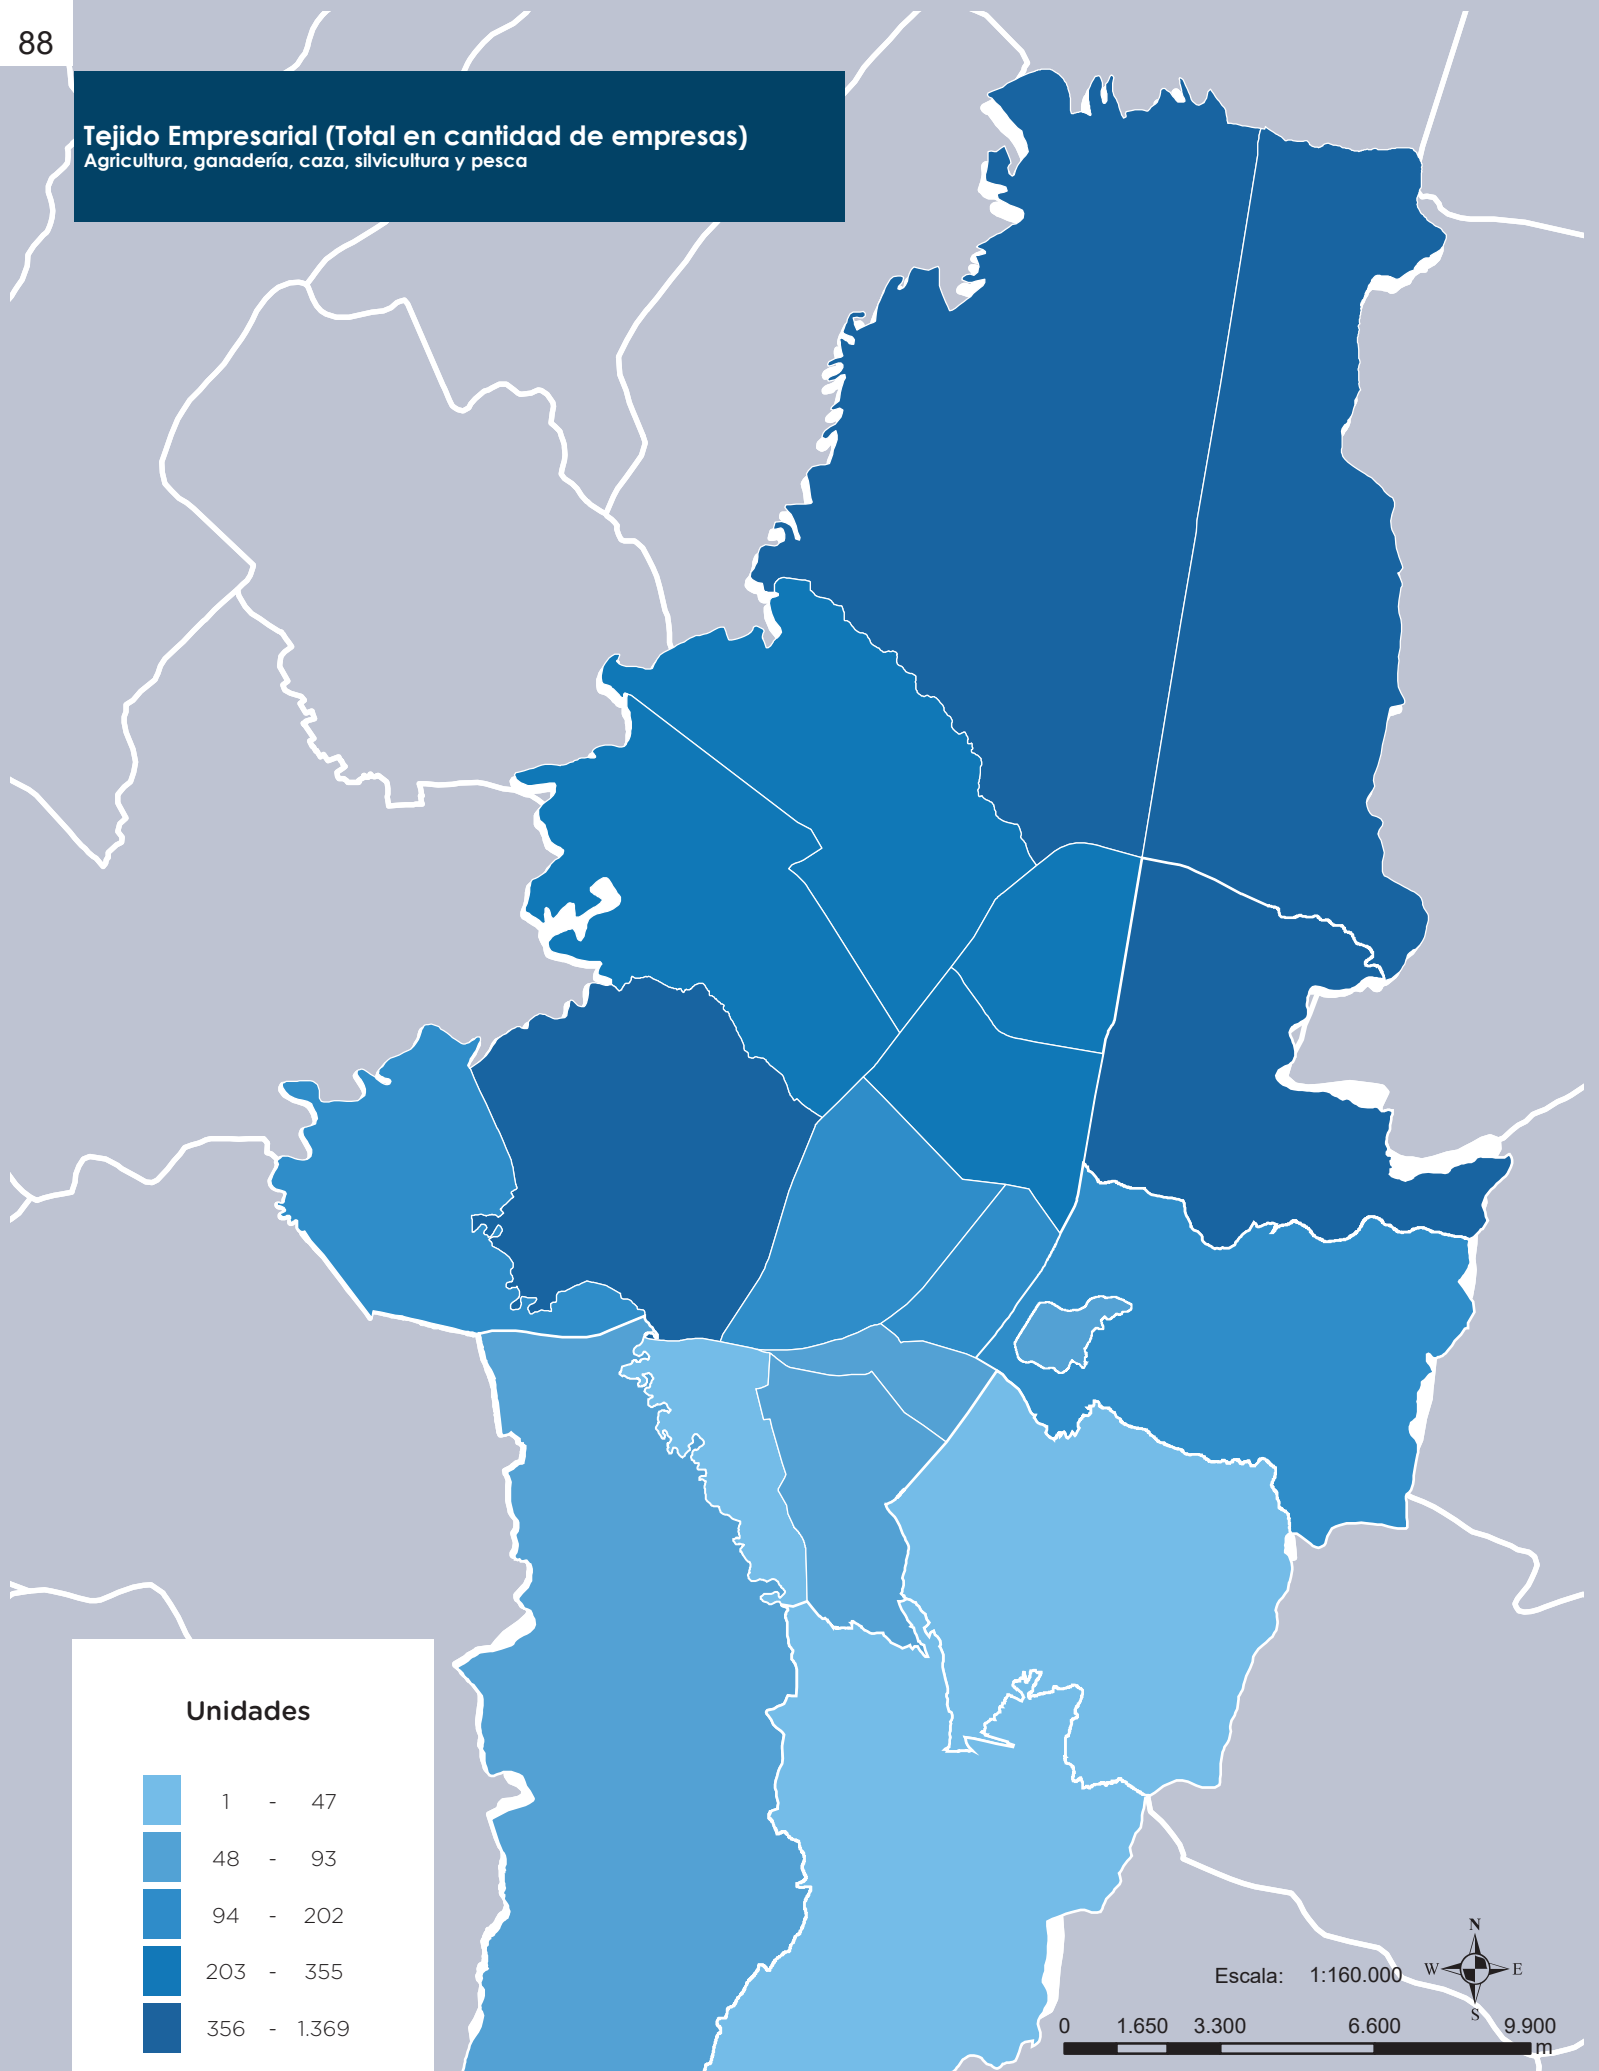 88
Tejido Empresarial (Total en cantidad de empresas)
Agricultura, ganadería, caza, silvicultura y pesca
Unidades
1 - 47
48 - 93
94 - 202
203 - 355
356 - 1.369
N
W E
S
Escala: 1:160.000
0 1.650 3.300 6.600 9.900
m